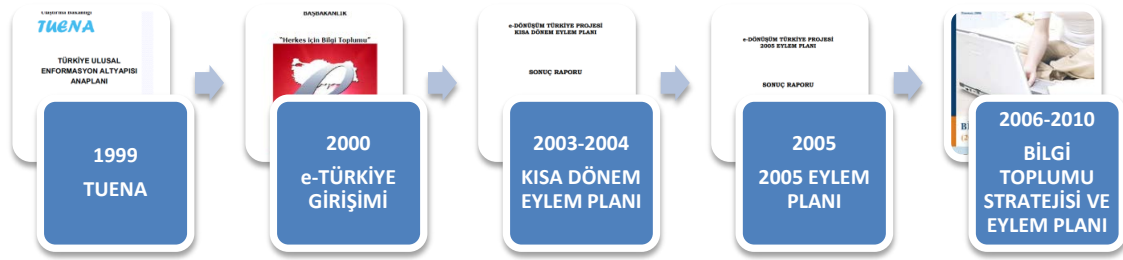 TUENA
TÜRKİYE ULUSAL
ENFORMASYON ALTYAPISI
ANAPLANI
1999
TUENA
BAŞBAKANLIK
"Herkes için Bilgi Toplumu"
2000
e-TÜRKİYE
GİRİŞİMİ
e-DÖNÜŞÜM TÜRKİYE PROJESİ
KISA DÖNEM EYLEM PLANI
SONUÇ RAPORU
2003-2004
KISA DÖNEM
EYLEM PLANI
e-DÖNÜŞÜM TÜRKİYE PROJESİ
2005 EYLEM PLANI
SONUÇ RAPORU
2005
2005 EYLEM
PLANI
2006-2010
BİLGİ
TOPLUMU
STRATEJİSİ VE
EYLEM PLANI